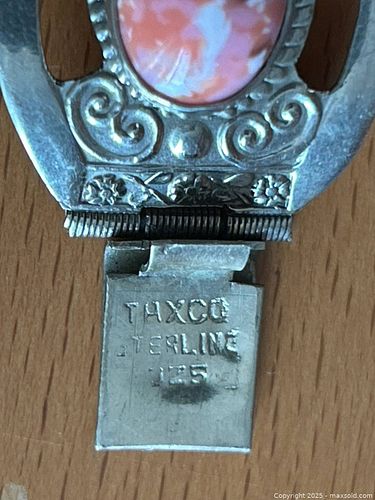 TAXCO
STERLING
925
Copyright 2025 - maxsold.com